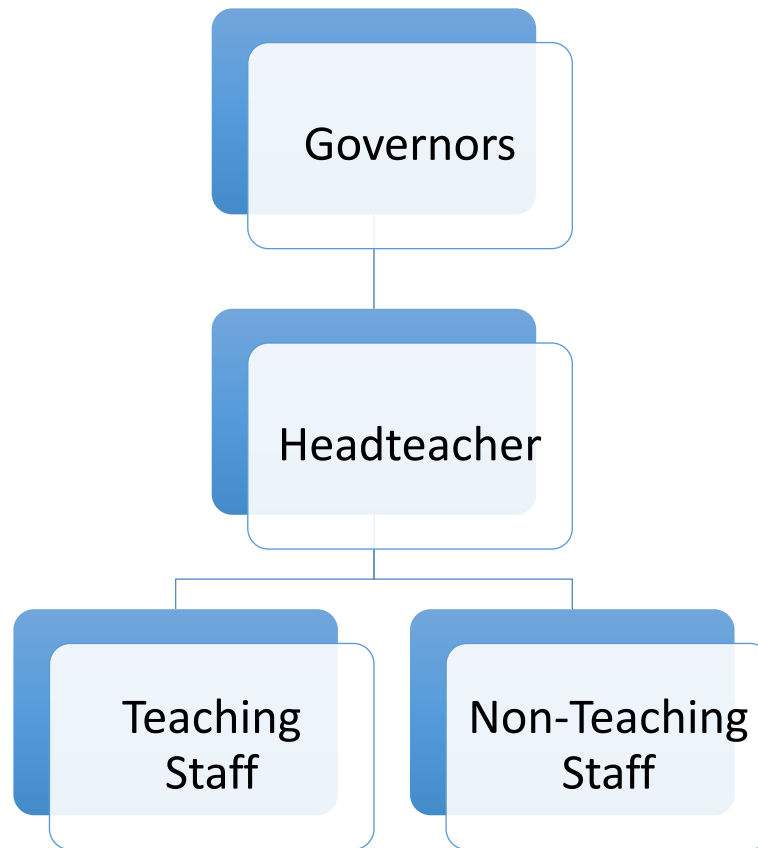 Governors
Headteacher
Teaching
Staff
Non-Teaching
Staff